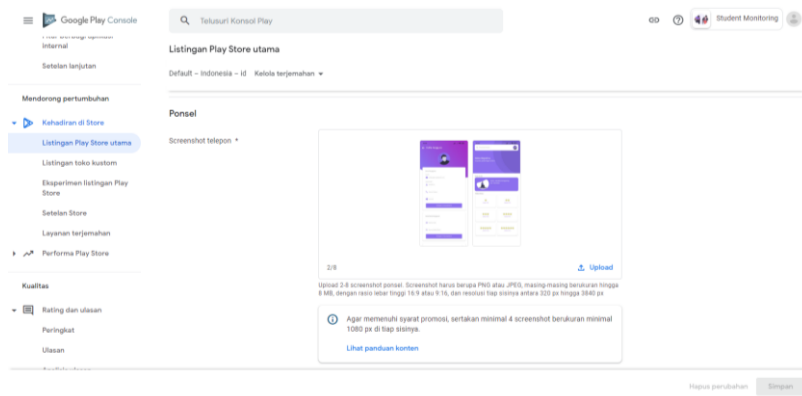 Google Play Console
Telusuri Konsol Play
Student Monitoring
internal
Setelan lanjutan
Mendorong pertumbuhan
Kehadiran di Store
Listingan Play Store utama
Listingan toko kustom
Eksperimen listingan Play
Store
Setelan Store
Layanan terjemahan
Performa Play Store
Kualitas
Rating dan ulasan
Peringkat
Ulasan
Listingan Play Store utama
Default – Indonesia – id Kelola terjemahan
Ponsel
Screenshot telepon *
2/8
Upload
Upload 2-8 screenshot ponsel. Screenshot harus berupa PNG atau JPEG, masing-masing berukuran hingga
8 MB, dengan rasio lebar tinggi 16:9 atau 9:16, dan resolusi tiap sisinya antara 320 px hingga 3840 px
Agar memenuhi syarat promosi, sertakan minimal 4 screenshot berukuran minimal
1080 px di tiap sisinya.
Lihat panduan konten
Hapus perubahan
Simpan